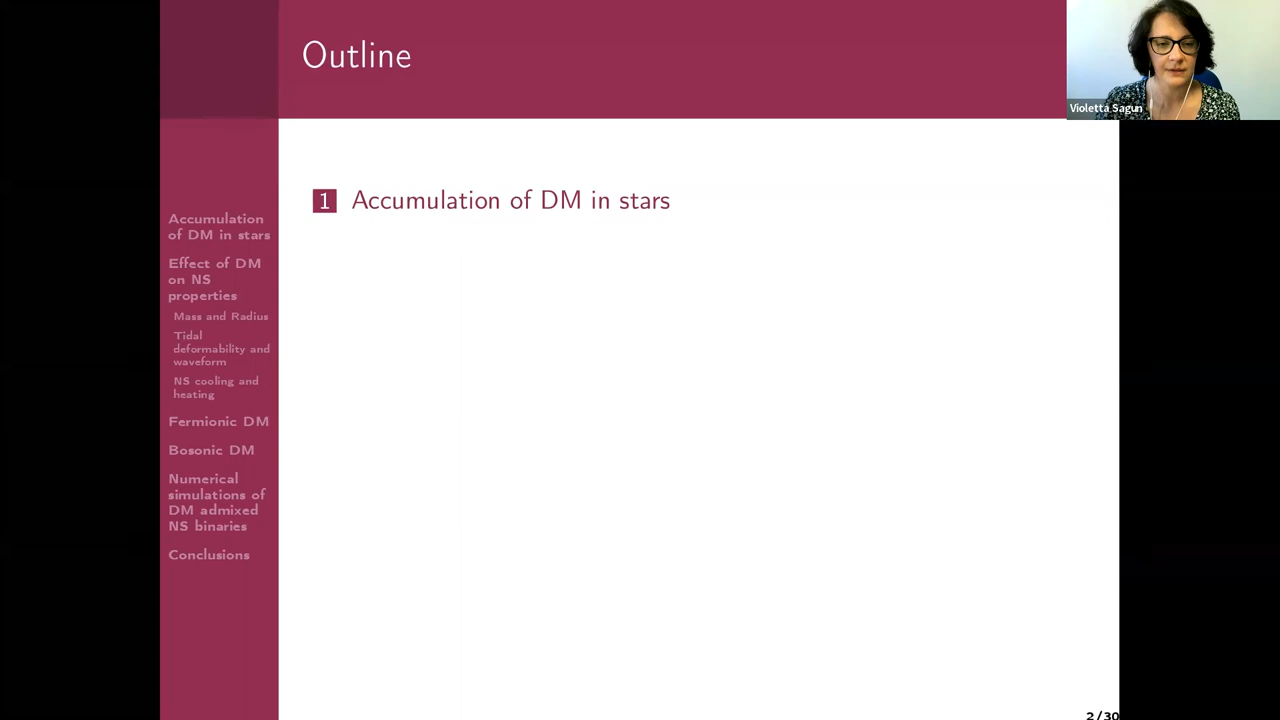 Outline
Violetta Sagun
1 Accumulation of DM in stars
Accumulation
of DM in stars
Effect of DM
on NS
properties
Mass and Radius
Tidal
deformability and
waveform
NS cooling and
heating
Fermionic DM
Bosonic DM
Numerical
simulations of
DM admixed
NS binaries
Conclusions
2 / 30